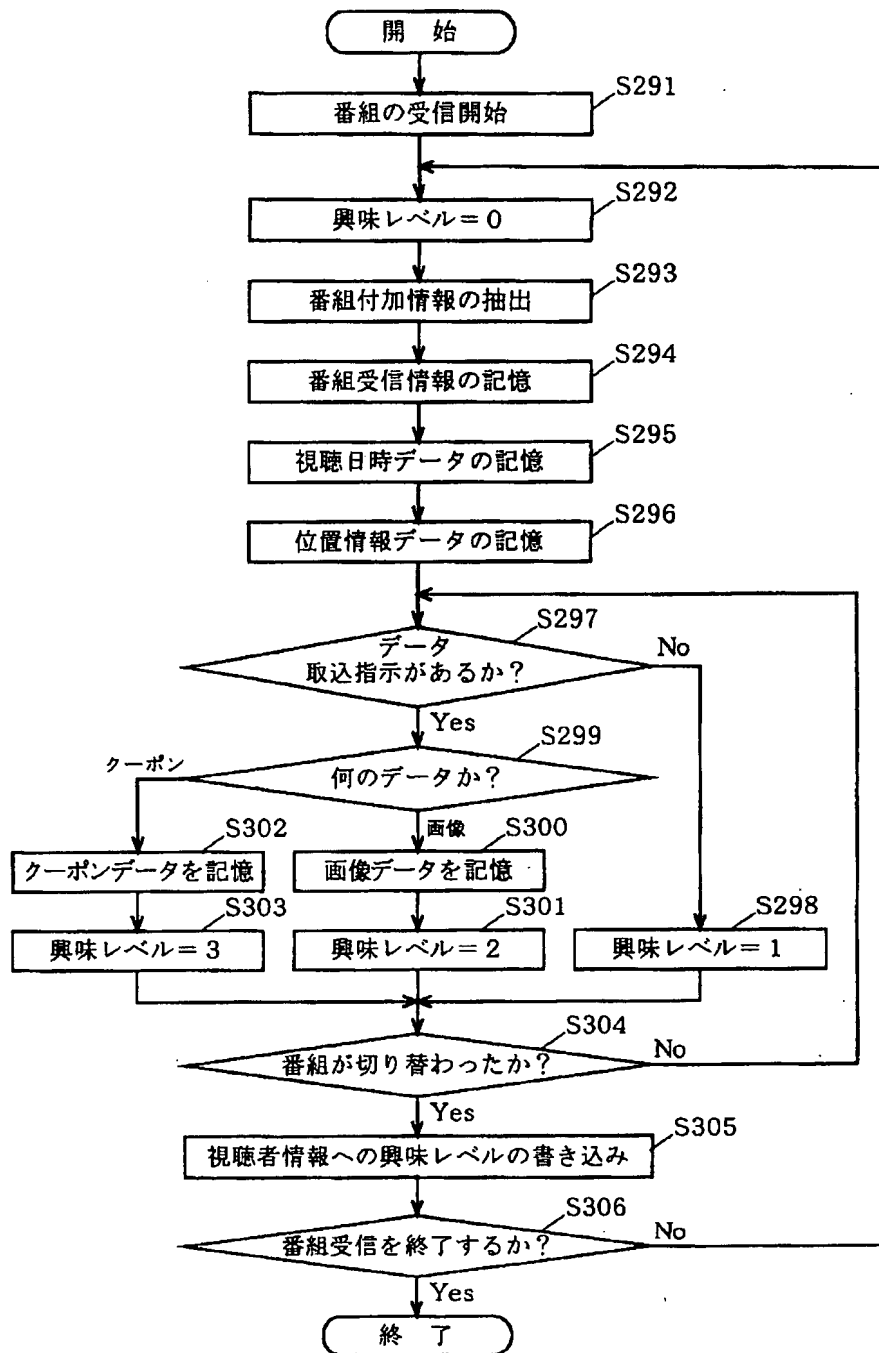 開 始
S291
番組の受信開始
S292
興味レベル＝0
S293
番組付加情報の抽出
S294
番組受信情報の記憶
S295
視聴日時データの記憶
S296
位置情報データの記憶
S297
データ
取込指示があるか？
No
Yes
S299
クーポン
何のデータか？
画像
S302
クーポンデータを記憶
S300
画像データを記憶
S303
興味レベル＝3
S301
興味レベル＝2
S298
興味レベル＝1
S304
番組が切り替わったか？
No
Yes
S305
視聴者情報への興味レベルの書き込み
S306
番組受信を終了するか？
No
Yes
終 了